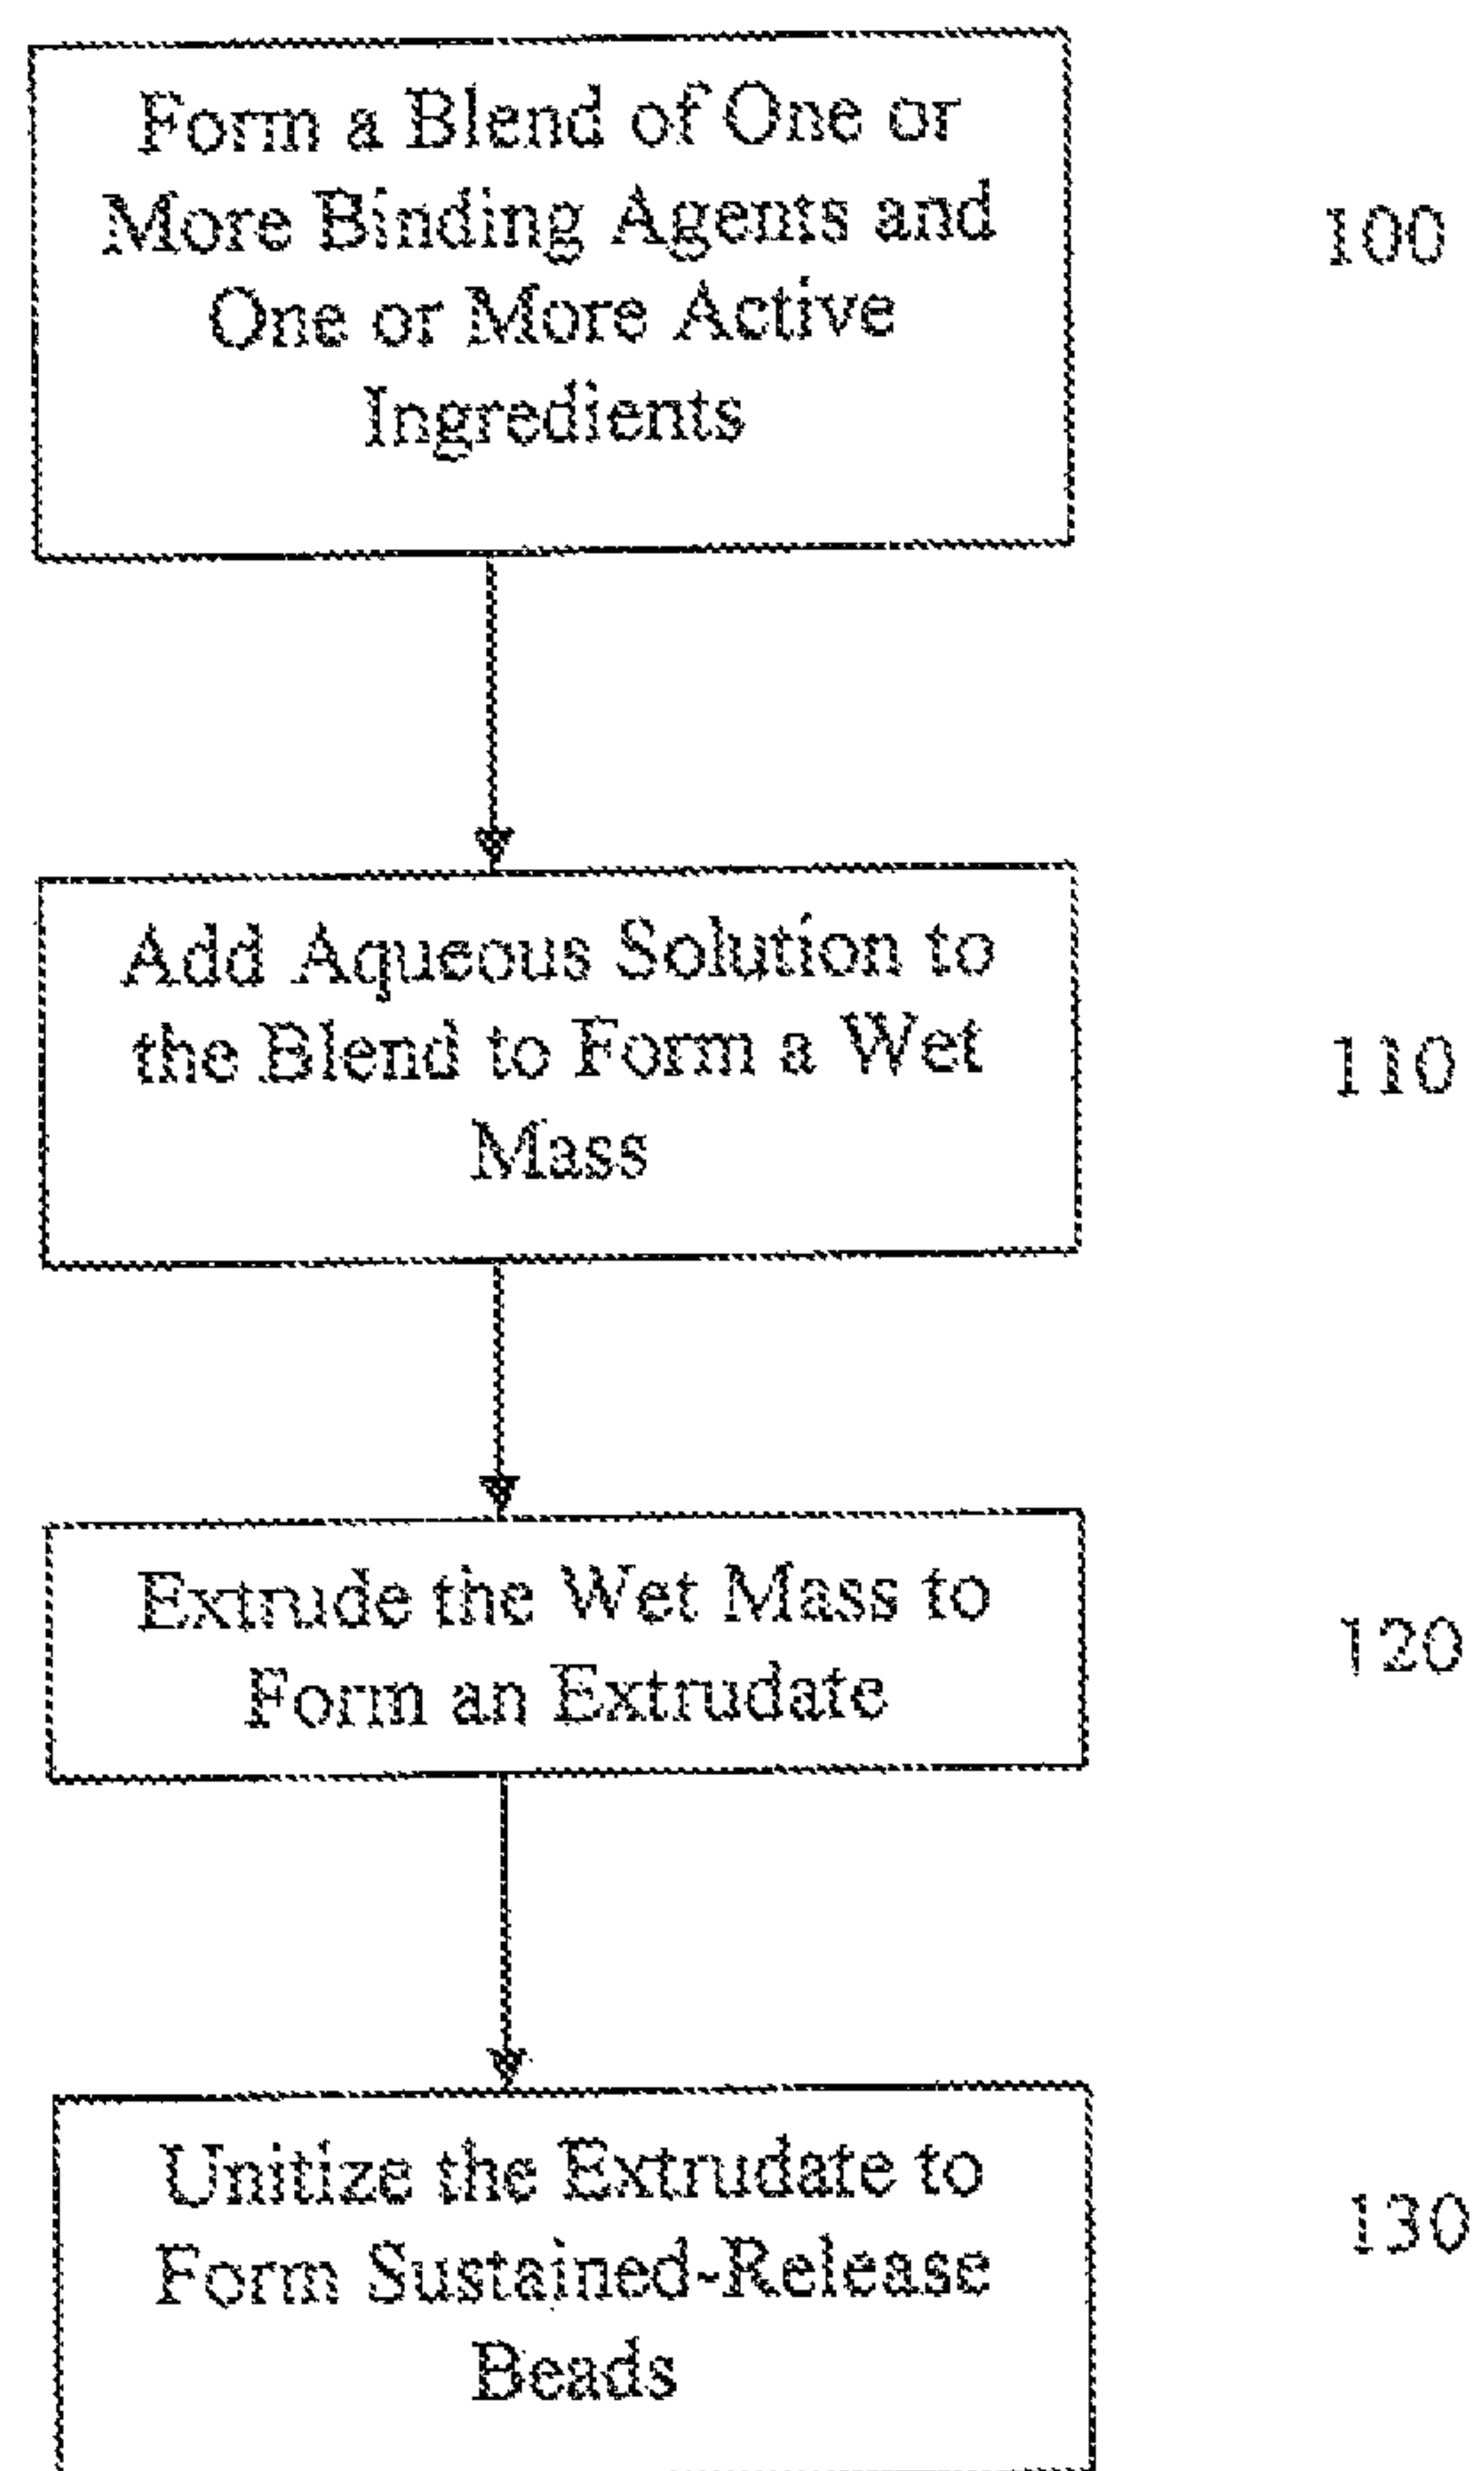 Form a Blend of One or
More Binding Agents and
One or More Active
Ingredients
100
Add Aqueous Solution to
the Blend to Form a Wet
Mass
110
Extrude the Wet Mass to
Form an Extrudate
120
Unitize the Extrudate to
Form Sustained-Release
Beads
130